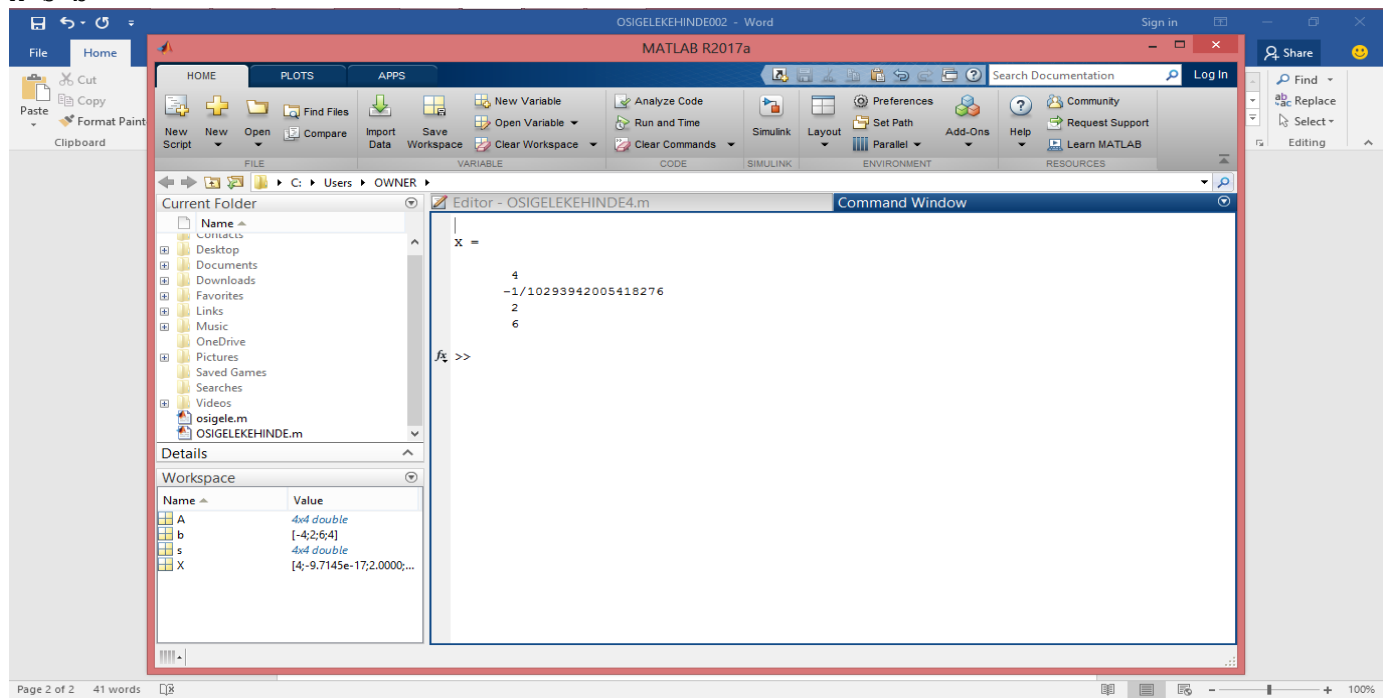 OSIGELEKEHINDE002 - Word
Sign in
File
Home
MATLAB R2017a
Share
HOME
PLOTS
APPS
Search Documentation
Log In
Paste
Cut
Copy
Format Paint
Clipboard
New Script
New
Open
Find Files
Compare
Import Data
Save Workspace
New Variable
Open Variable
Clear Workspace
Analyze Code
Run and Time
Clear Commands
Simulink
Layout
Preferences
Set Path
Parallel
Add-Ons
Help
Community
Request Support
Learn MATLAB
FILE
VARIABLE
CODE
SIMULINK
ENVIRONMENT
RESOURCES
Find
Replace
Select
Editing
C: Users OWNER
Current Folder
Name
Contacts
Desktop
Documents
Downloads
Favorites
Links
Music
OneDrive
Pictures
Saved Games
Searches
Videos
osigele.m
OSIGELEKEHINDE.m
Details
Workspace
Name Value
A 4x4 double
b [-4;2;6;4]
s 4x4 double
X [4;-9.7145e-17;2.0000;...
Editor - OSIGELEKEHINDE4.m
Command Window
X =
4
-1/10293942005418276
2
6
fx >>
Page 2 of 2 41 words
100%